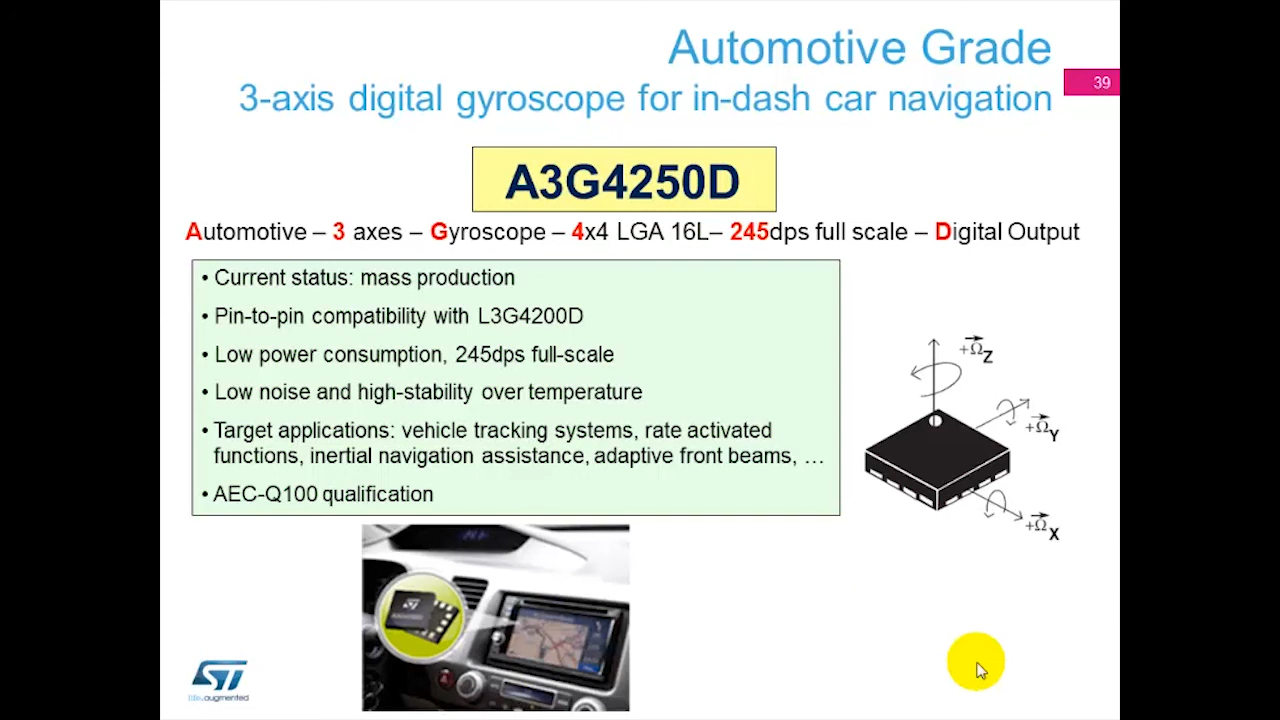 Automotive Grade
39
3-axis digital gyroscope for in-dash car navigation
A3G4250D
Automotive – 3 axes – Gyroscope – 4x4 LGA 16L– 245dps full scale – Digital Output
• Current status: mass production
• Pin-to-pin compatibility with L3G4200D
• Low power consumption, 245dps full-scale
• Low noise and high-stability over temperature
• Target applications: vehicle tracking systems, rate activated
functions, inertial navigation assistance, adaptive front beams, …
• AEC-Q100 qualification
+Ω Z
+Ω Y
+Ω X
ST
life.augmented